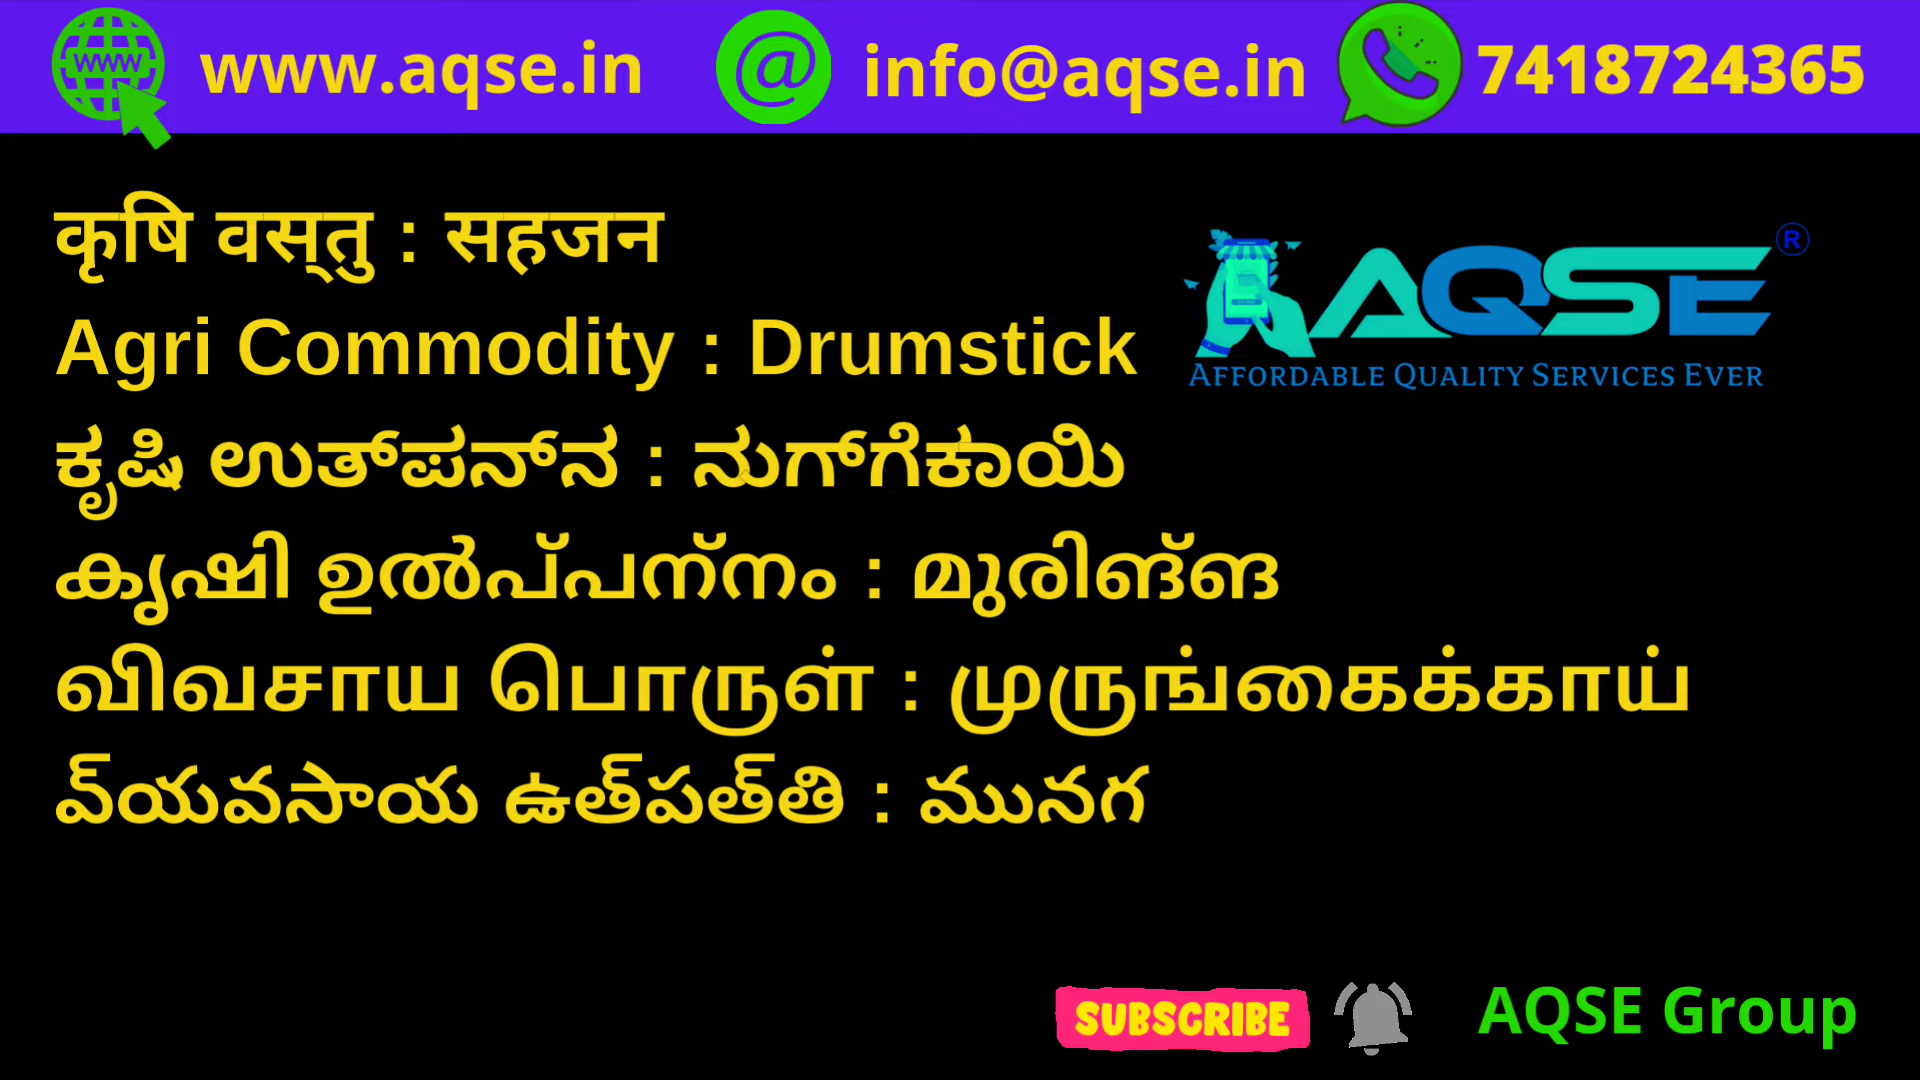 www
www.aqse.in
@
info@aqse.in
7418724365
कृषि वस्‌तु : सहजन
Agri Commodity : Drumstick
AQSE®
AFFORDABLE QUALITY SERVICES EVER
ಕೃಷಿ ಉತ್‌ಪನ್‌ನ : ನುಗ್‌ಗೆಕಾಯಿ
കൃഷി ഉൽപ്‌പന്‌നം : മുരിങ്‌ങ
விவசாய பொருள் : முருங்கைக்காய்
వ్‌యవసాయ ఉత్‌పత్‌తి : మునగ
SUBSCRIBE
AQSE Group